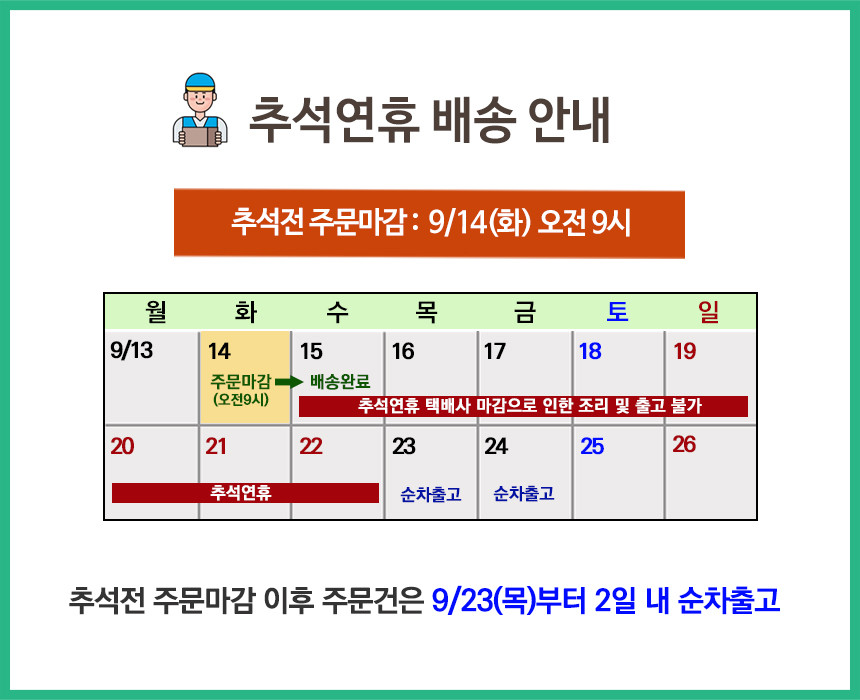 추석연휴 배송 안내
추석전 주문마감 : 9/14(화) 오전 9시
월 화 수 목 금 토 일
9/13 14 15 16 17 18 19
주문마감 배송완료
(오전9시)
추석연휴 택배사 마감으로 인한 조리 및 출고 불가
20 21 22 23 24 25 26
추석연휴 순차출고 순차출고
추석전 주문마감 이후 주문건은 9/23(목)부터 2일 내 순차출고